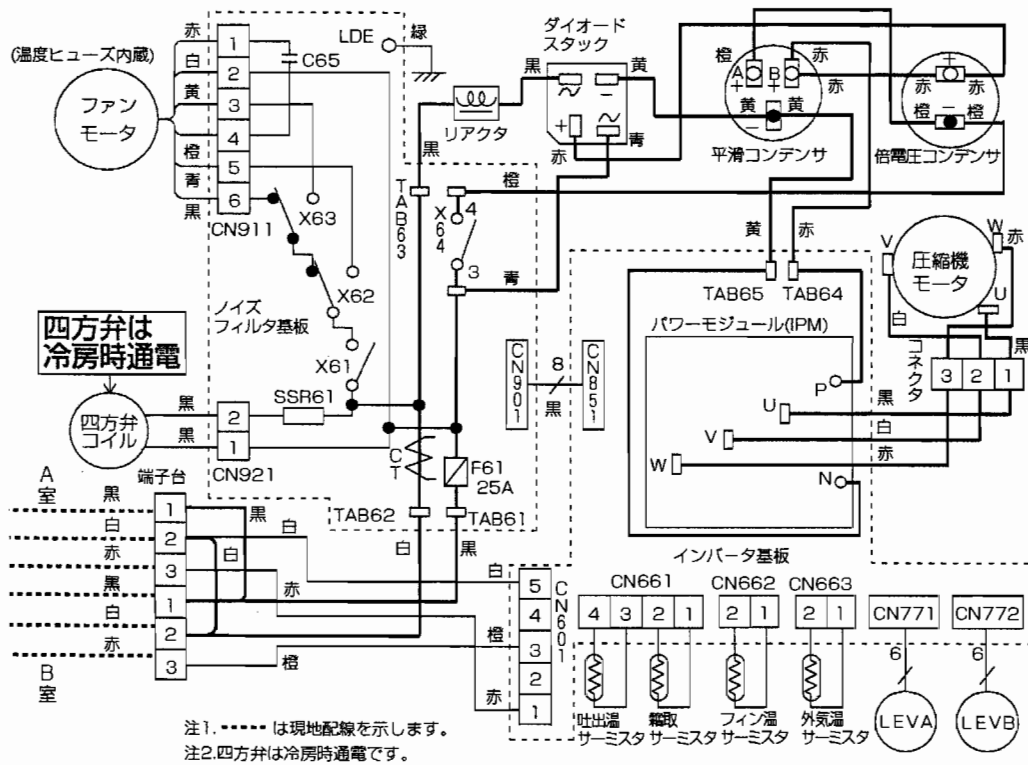 (温度ヒューズ内蔵)
ファン
モータ
赤
白
黄
橙
青
黒
1
2
3
4
5
6
CN911
C65
LDE
緑
X63
X62
X61
ノイズ
フィルタ基板
四方弁は
冷房時通電
四方弁
コイル
黒
黒
2
1
CN921
SSR61
CT
F61
25A
TAB62
TAB61
白
黒
黒
TAB63
リアクタ
黒
ダイオード
スタック
~
−
+
~
黄
赤
青
橙
X64
4
3
青
橙
A
+
B
+
赤
黄
−
黄
平滑コンデンサ
赤
+
赤
赤
橙
−
橙
倍電圧コンデンサ
黄
赤
TAB65
TAB64
パワーモジュール(IPM)
P
U
V
W
N
インバータ基板
CN901
8
黒
CN851
圧縮機
モータ
V
W
U
赤
白
黒
コネクタ
3
2
1
黒
白
赤
A
室
B
室
端子台
黒
白
赤
黒
白
赤
1
2
3
1
2
3
黒
白
白
赤
橙
白
橙
赤
5
4
3
2
1
CN601
CN661
4
3
2
1
CN662
2
1
CN663
2
1
CN771
CN772
6
6
吐出温
サーミスタ
霜取
サーミスタ
フィン温
サーミスタ
外気温
サーミスタ
LEVA
LEVB
注1. ------ は現地配線を示します。
注2.四方弁は冷房時通電です。